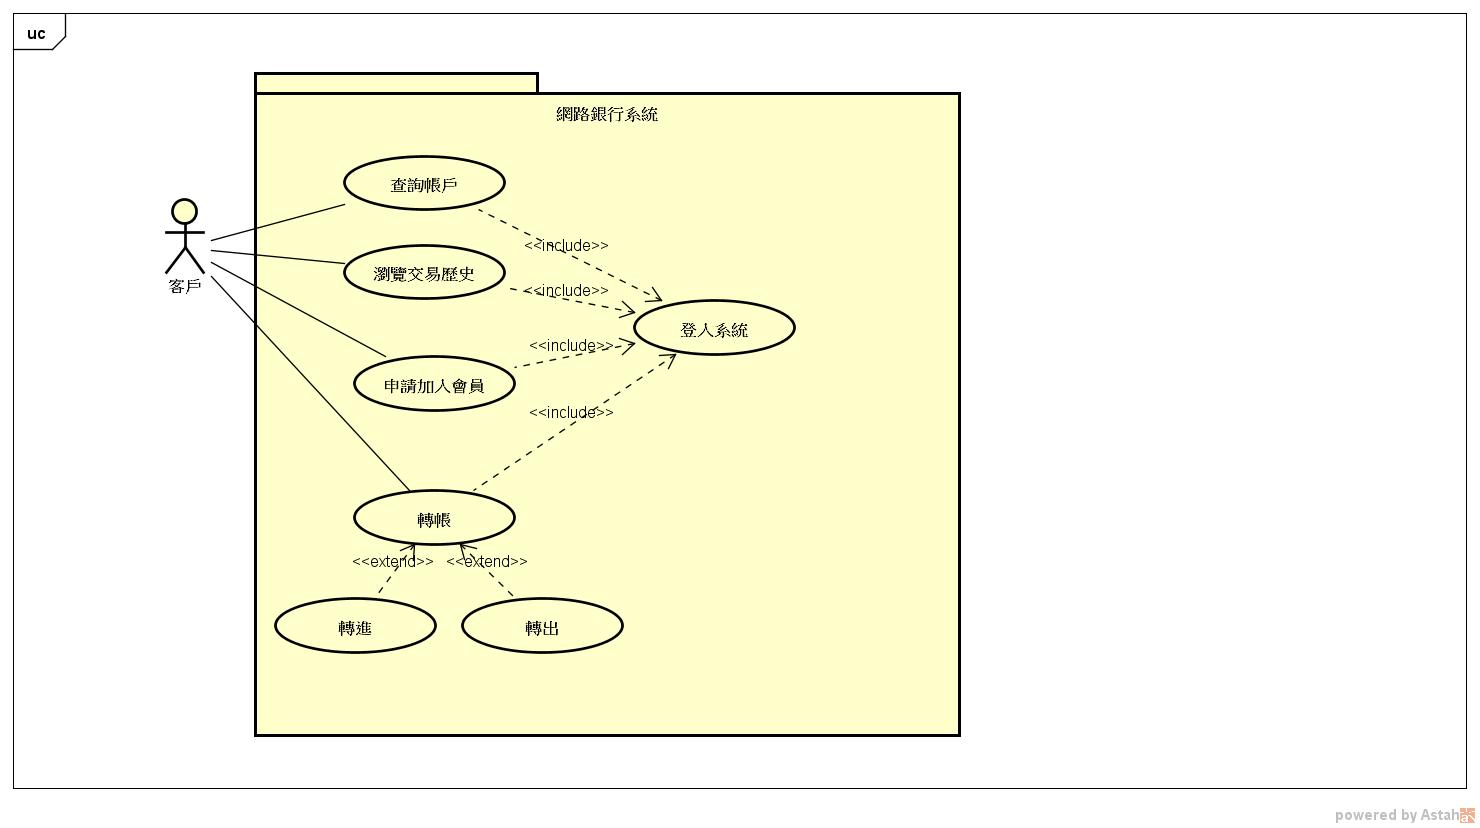 uc
網路銀行系統
查詢帳戶
<<include>>
瀏覽交易歷史
客戶
<<include>>
登入系統
<<include>>
申請加入會員
<<include>>
轉帳
<<extend>> <<extend>>
轉進
轉出
powered by Astah